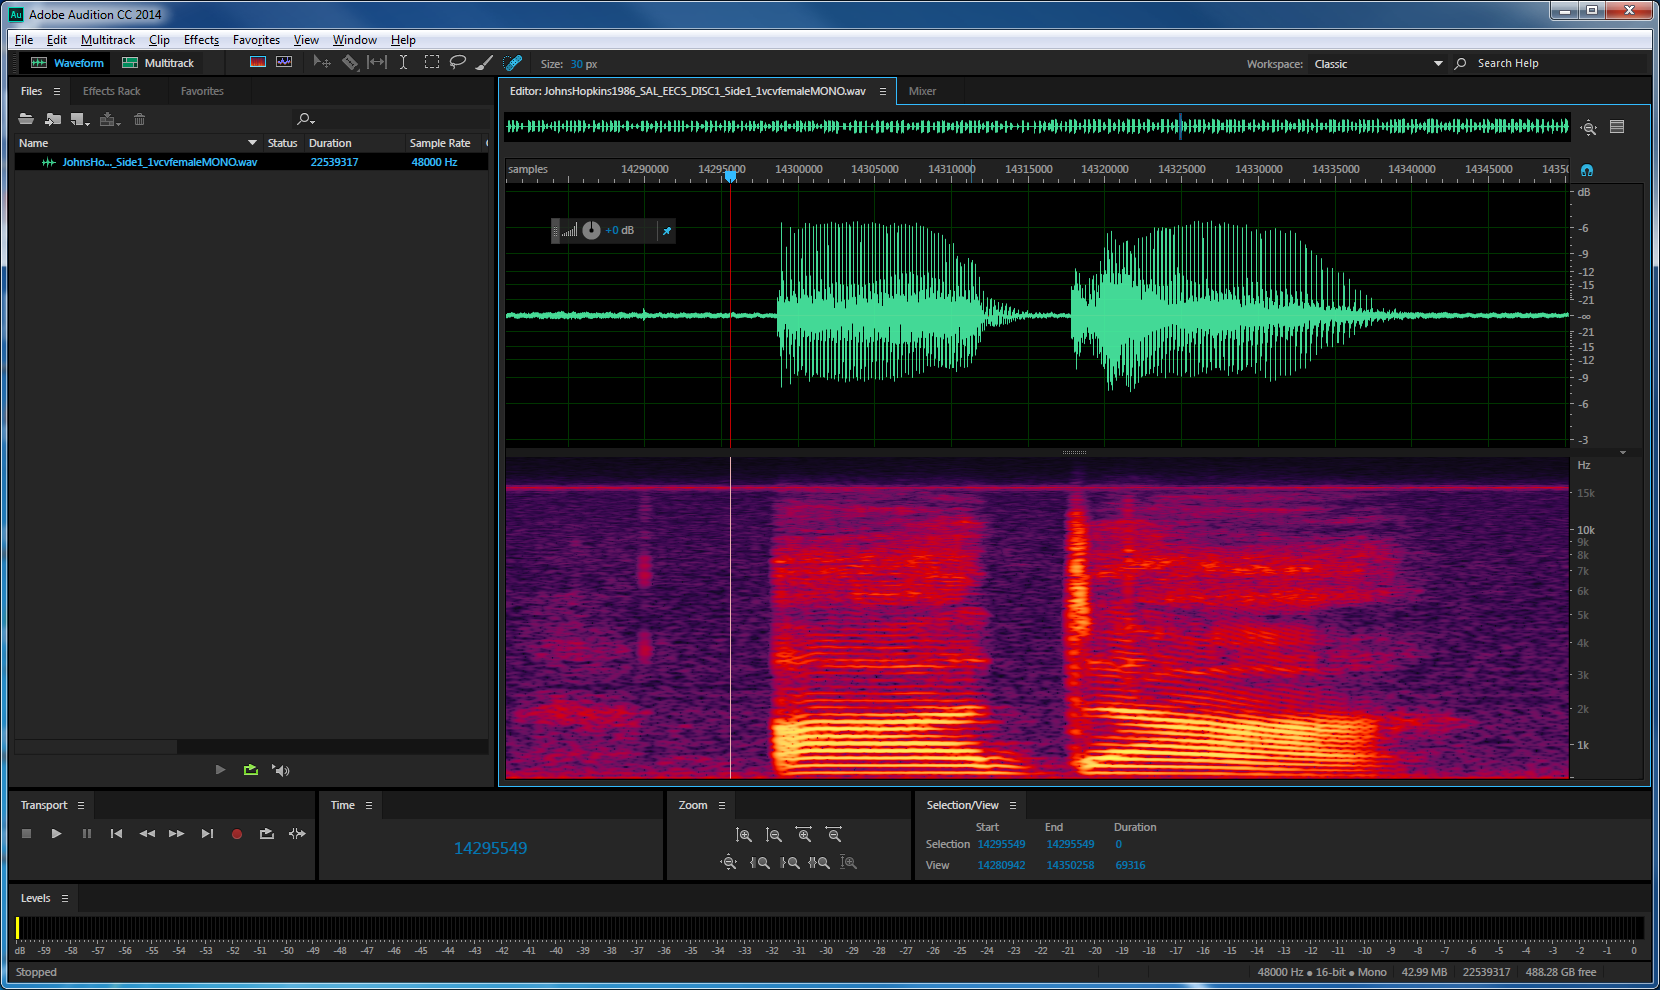 Au Adobe Audition CC 2014
File Edit Multitrack Clip Effects Favorites View Window Help
Waveform Multitrack Size: 30 px Workspace: Classic Search Help
Files Effects Rack Favorites
Name Status Duration Sample Rate
JohnsHo..._Side1_1vcvfemaleMONO.wav 22539317 48000 Hz
Editor: JohnsHopkins1986_SAL_EECS_DISC1_Side1_1vcvfemaleMONO.wav Mixer
samples 14290000 14295000 14300000 14305000 14310000 14315000 14320000 14325000 14330000 14335000 14340000 14345000 14350
dB
-6
-9
-12
-15
-21
-∞
-21
-15
-12
-9
-6
-3
+0 dB
Hz
15k
10k
9k
8k
7k
6k
5k
4k
3k
2k
1k
Transport Time Zoom Selection/View
14295549
Start End Duration
Selection 14295549 14295549 0
View 14280942 14350258 69316
Levels
dB -59 -58 -57 -56 -55 -54 -53 -52 -51 -50 -49 -48 -47 -46 -45 -44 -43 -42 -41 -40 -39 -38 -37 -36 -35 -34 -33 -32 -31 -30 -29 -28 -27 -26 -25 -24 -23 -22 -21 -20 -19 -18 -17 -16 -15 -14 -13 -12 -11 -10 -9 -8 -7 -6 -5 -4 -3 -2 -1 0
Stopped 48000 Hz ● 16-bit ● Mono 42.99 MB 22539317 488.28 GB free